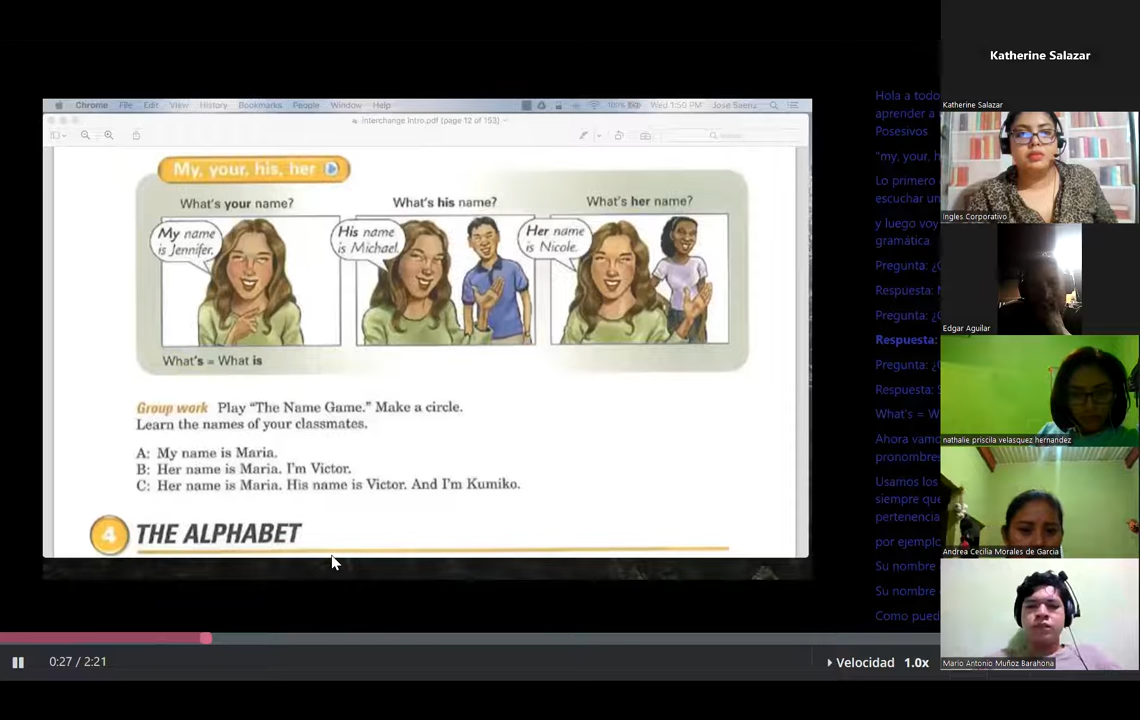 Chrome File Edit View History Bookmarks People Window Help 100% Wed 1:50 PM Jose Saenz
Interchange Intro.pdf (page 12 of 153)
My, your, his, her
What's your name?
What's his name?
What's her name?
My name
is Jennifer.
His name
is Michael.
Her name
is Nicole.
What's = What is
Group work Play "The Name Game." Make a circle.
Learn the names of your classmates.
A: My name is Maria.
B: Her name is Maria. I'm Victor.
C: Her name is Maria. His name is Victor. And I'm Kumiko.
4 THE ALPHABET
0:27 / 2:21
Velocidad 1.0x
Hola a todo
aprender a
Posesivos
"my, your, h
Lo primero
escuchar un
y luego voy
gramática
Pregunta: ¿
Respuesta:
Pregunta: ¿
Respuesta:
Pregunta: ¿
Respuesta: S
What's = W
Ahora vamo
pronombres
Usamos los
siempre que
pertenencia
por ejemplo
Su nombre
Su nombre
Como pued
Katherine Salazar
Katherine Salazar
Ingles Corporativo
Edgar Aguilar
nathalie priscila velasquez hernandez
Andrea Cecilia Morales de Garcia
Mario Antonio Muñoz Barahona